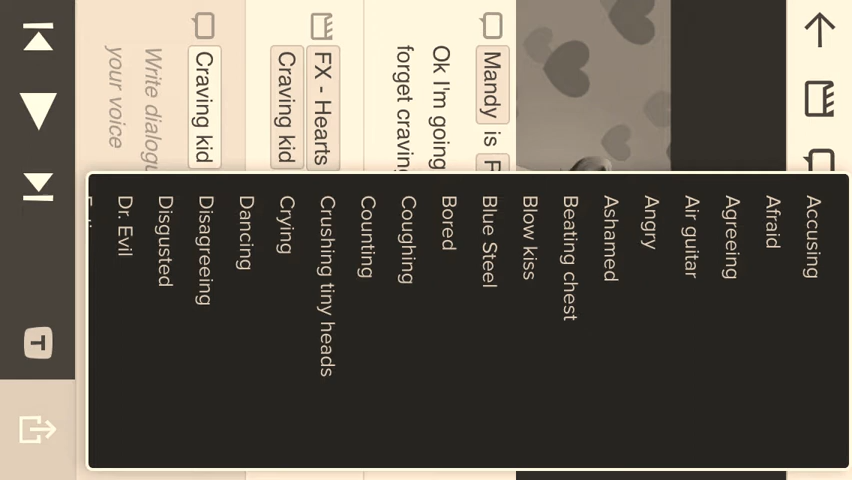 Accusing
Afraid
Agreeing
Air guitar
Angry
Ashamed
Beating chest
Blow kiss
Blue Steel
Bored
Coughing
Counting
Crushing tiny heads
Crying
Dancing
Disagreeing
Disgusted
Dr. Evil
Mandy is
Ok I'm going
forget craving
FX - Hearts
Craving kid
Craving kid
Write dialogu
your voice
T